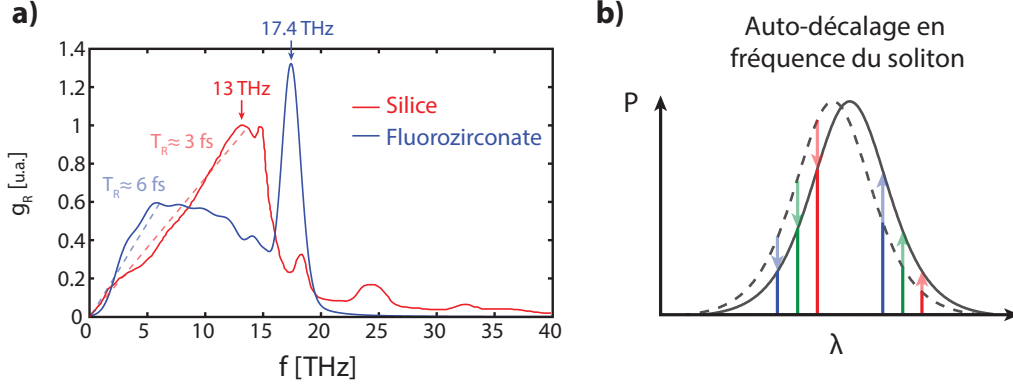 a)
17.4 THz
13 THz
Silice
Fluorozirconate
T_R≈ 3 fs
T_R≈ 6 fs
g_R [u.a.]
1.4
1.2
1
0.8
0.6
0.4
0.2
0
0 5 10 15 20 25 30 35 40
f [THz]
b)
Auto-décalage en
fréquence du soliton
P
λ